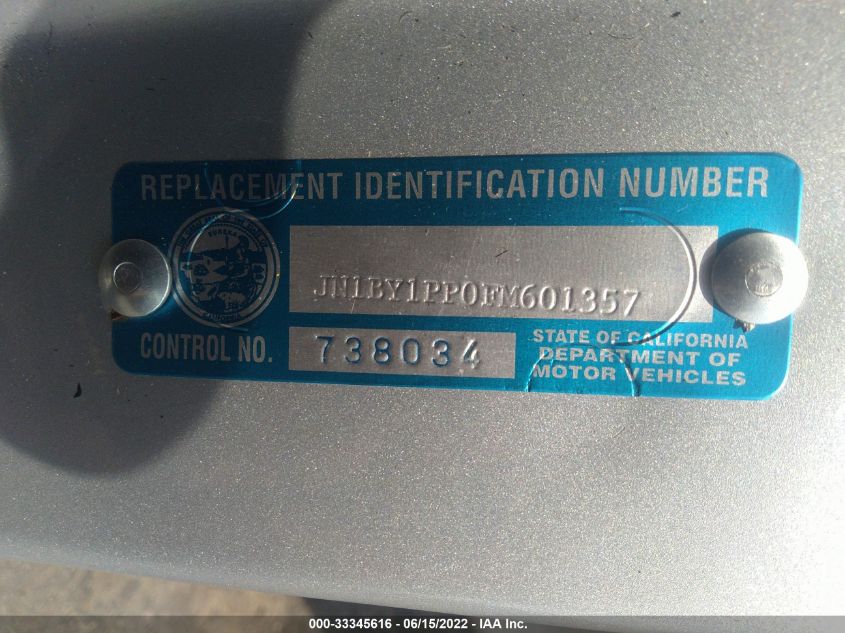 REPLACEMENT IDENTIFICATION NUMBER
EUREKA
JN1BY1PP0FM601357
CONTROL NO. 738034
STATE OF CALIFORNIA
DEPARTMENT OF
MOTOR VEHICLES
000-33345616 - 06/15/2022 - IAA Inc.